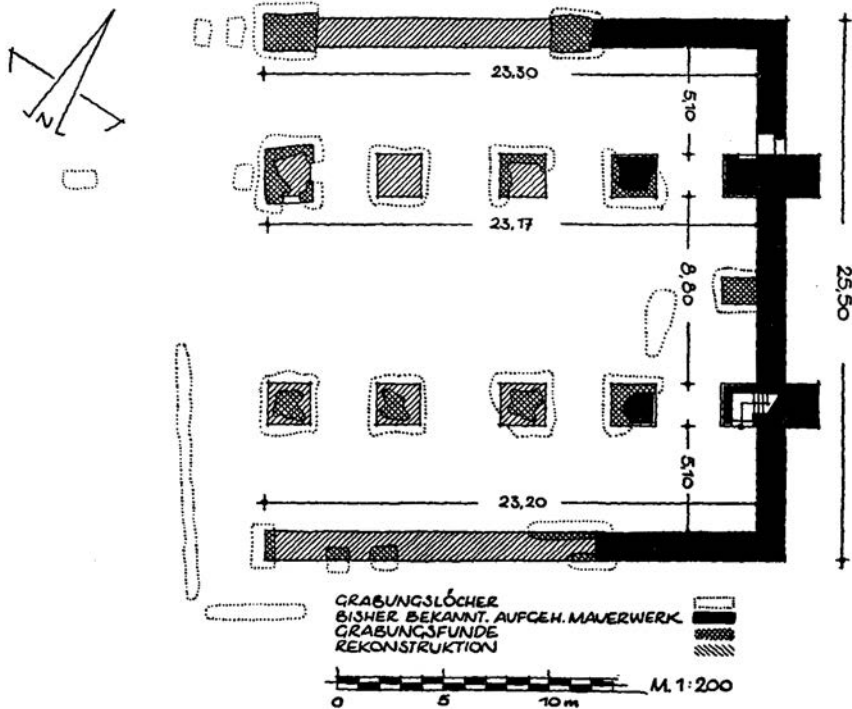 N
23,30
5,10
23,17
8,80
25,50
5,10
23,20
GRABUNGSLÖCHER
BISHER BEKANNT. AUFGEH. MAUERWERK
GRABUNGSFUNDE
REKONSTRUKTION
M. 1:200
0 5 10 m